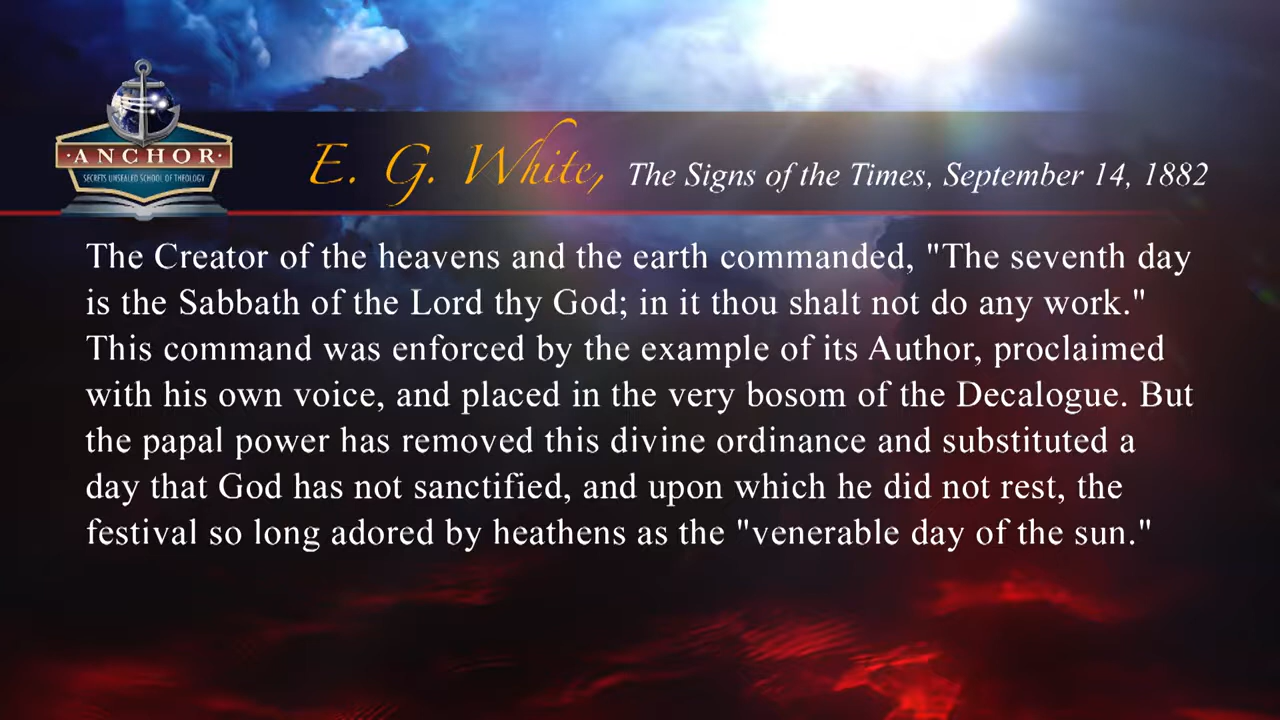 ·ANCHOR·
SECRETS UNSEALED SCHOOL OF THEOLOGY
E. G. White, The Signs of the Times, September 14, 1882
The Creator of the heavens and the earth commanded, "The seventh day
is the Sabbath of the Lord thy God; in it thou shalt not do any work."
This command was enforced by the example of its Author, proclaimed
with his own voice, and placed in the very bosom of the Decalogue. But
the papal power has removed this divine ordinance and substituted a
day that God has not sanctified, and upon which he did not rest, the
festival so long adored by heathens as the "venerable day of the sun."